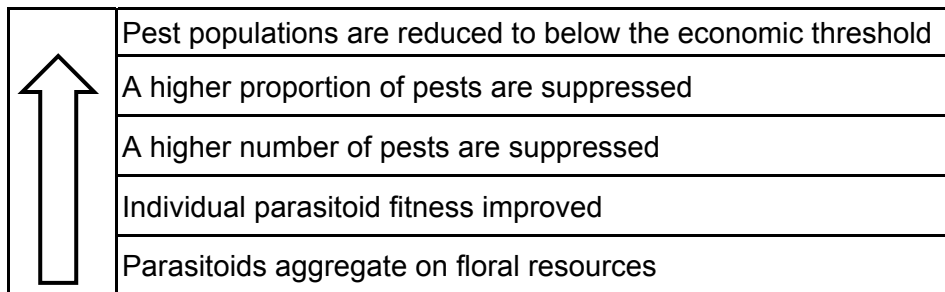 Pest populations are reduced to below the economic threshold
A higher proportion of pests are suppressed
A higher number of pests are suppressed
Individual parasitoid fitness improved
Parasitoids aggregate on floral resources